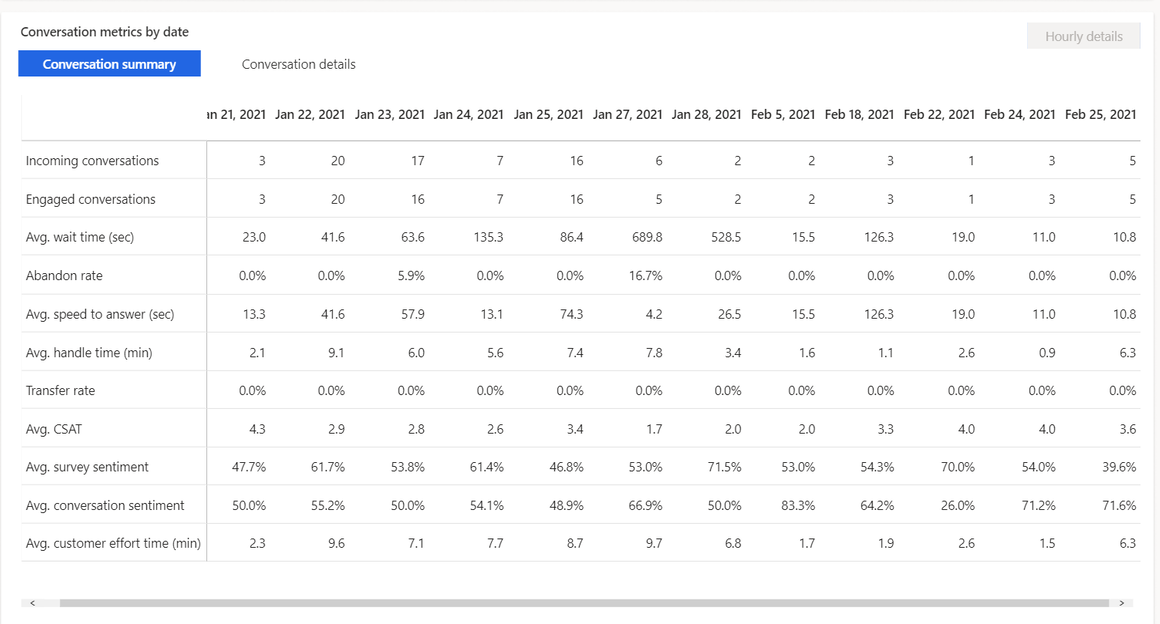 Conversation metrics by date
Hourly details
Conversation summary Conversation details
an 21, 2021 Jan 22, 2021 Jan 23, 2021 Jan 24, 2021 Jan 25, 2021 Jan 27, 2021 Jan 28, 2021 Feb 5, 2021 Feb 18, 2021 Feb 22, 2021 Feb 24, 2021 Feb 25, 2021
Incoming conversations 3 20 17 7 16 6 2 2 3 1 3 5
Engaged conversations 3 20 16 7 16 5 2 2 3 1 3 5
Avg. wait time (sec) 23.0 41.6 63.6 135.3 86.4 689.8 528.5 15.5 126.3 19.0 11.0 10.8
Abandon rate 0.0% 0.0% 5.9% 0.0% 0.0% 16.7% 0.0% 0.0% 0.0% 0.0% 0.0% 0.0%
Avg. speed to answer (sec) 13.3 41.6 57.9 13.1 74.3 4.2 26.5 15.5 126.3 19.0 11.0 10.8
Avg. handle time (min) 2.1 9.1 6.0 5.6 7.4 7.8 3.4 1.6 1.1 2.6 0.9 6.3
Transfer rate 0.0% 0.0% 0.0% 0.0% 0.0% 0.0% 0.0% 0.0% 0.0% 0.0% 0.0% 0.0%
Avg. CSAT 4.3 2.9 2.8 2.6 3.4 1.7 2.0 2.0 3.3 4.0 4.0 3.6
Avg. survey sentiment 47.7% 61.7% 53.8% 61.4% 46.8% 53.0% 71.5% 53.0% 54.3% 70.0% 54.0% 39.6%
Avg. conversation sentiment 50.0% 55.2% 50.0% 54.1% 48.9% 66.9% 50.0% 83.3% 64.2% 26.0% 71.2% 71.6%
Avg. customer effort time (min) 2.3 9.6 7.1 7.7 8.7 9.7 6.8 1.7 1.9 2.6 1.5 6.3